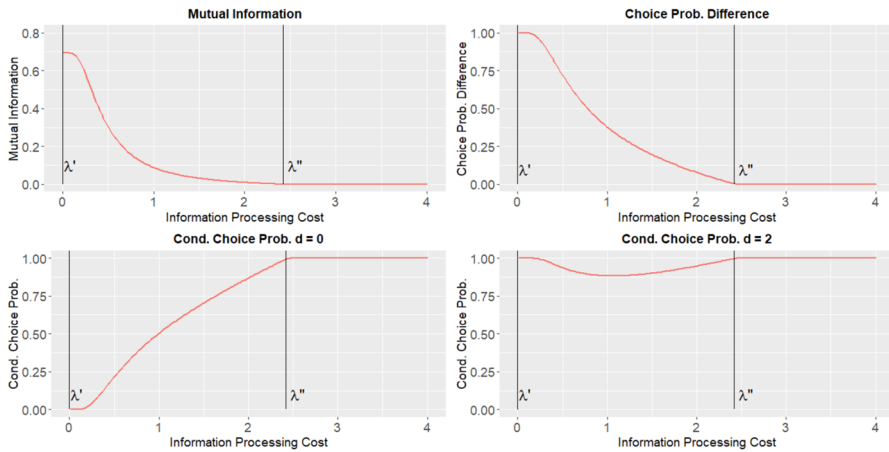 Mutual Information
Choice Prob. Difference
Mutual Information
0.8
0.6
0.4
0.2
0.0
λ'
λ"
0
1
2
3
4
Information Processing Cost
Choice Prob. Difference
1.00
0.75
0.50
0.25
0.00
λ'
λ"
0
1
2
3
4
Information Processing Cost
Cond. Choice Prob. d = 0
Cond. Choice Prob. d = 2
Cond. Choice Prob.
1.00
0.75
0.50
0.25
0.00
λ'
λ"
0
1
2
3
4
Information Processing Cost
Cond. Choice Prob.
1.00
0.75
0.50
0.25
0.00
λ'
λ"
0
1
2
3
4
Information Processing Cost